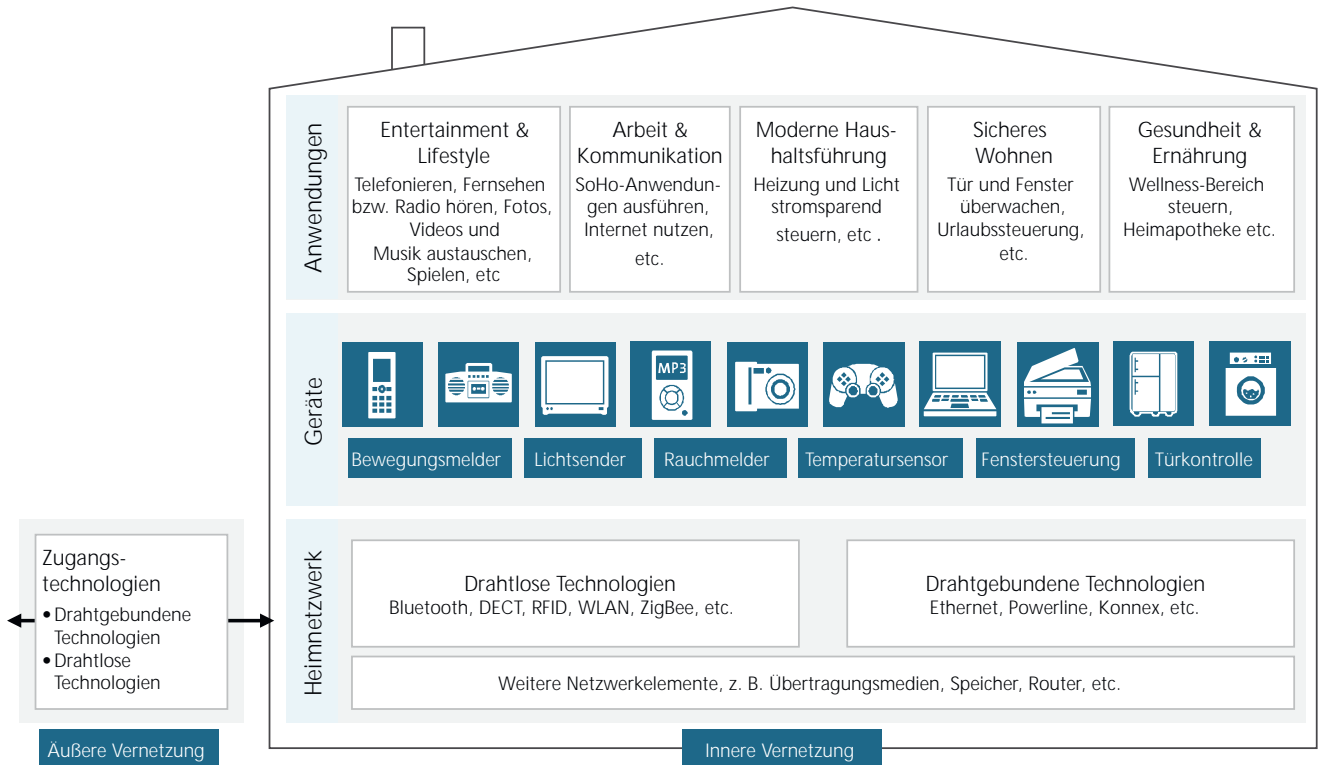 Anwendungen
Entertainment &
Lifestyle
Telefonieren, Fernsehen
bzw. Radio hören, Fotos,
Videos und
Musik austauschen,
Spielen, etc
Arbeit &
Kommunikation
SoHo-Anwendun-
gen ausführen,
Internet nutzen,
etc.
Moderne Haus-
haltsführung
Heizung und Licht
stromsparend
steuern, etc .
Sicheres
Wohnen
Tür und Fenster
überwachen,
Urlaubssteuerung,
etc.
Gesundheit &
Ernährung
Wellness-Bereich
steuern,
Heimapotheke etc.
Geräte
MP3
Bewegungsmelder
Lichtsender
Rauchmelder
Temperatursensor
Fenstersteuerung
Türkontrolle
Zugangs-
technologien
• Drahtgebundene
Technologien
• Drahtlose
Technologien
Äußere Vernetzung
Heimnetzwerk
Drahtlose Technologien
Bluetooth, DECT, RFID, WLAN, ZigBee, etc.
Drahtgebundene Technologien
Ethernet, Powerline, Konnex, etc.
Weitere Netzwerkelemente, z. B. Übertragungsmedien, Speicher, Router, etc.
Innere Vernetzung